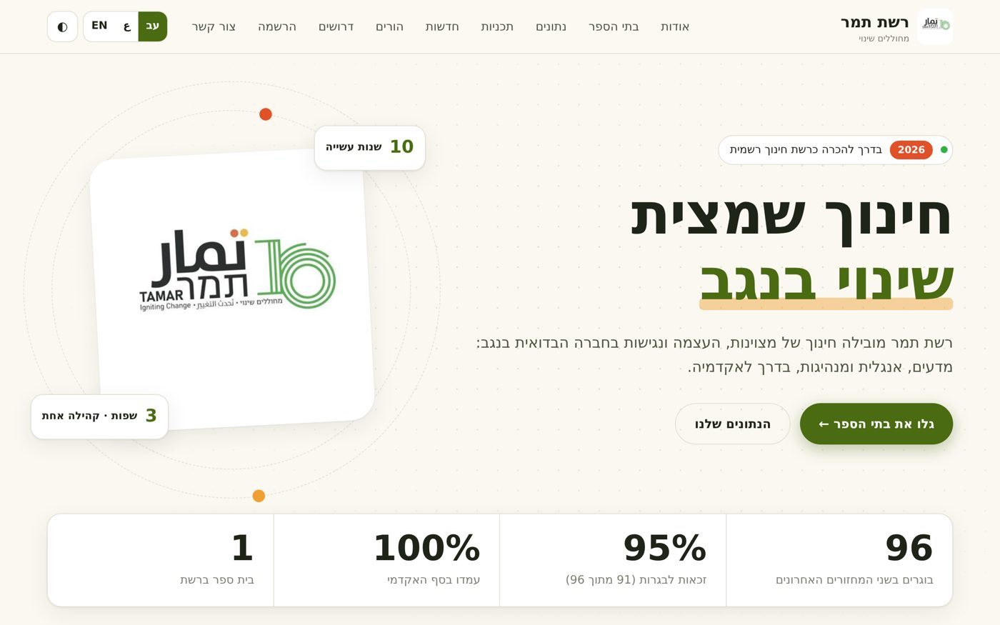 רשת תמר
מחוללים שינוי
אודות
בתי הספר
נתונים
תכניות
חדשות
הורים
דרושים
הרשמה
צור קשר
עב
ع
EN
2026 בדרך להכרה כרשת חינוך רשמית
חינוך שמצית
שינוי בנגב
רשת תמר מובילה חינוך של מצוינות, העצמה ונגישות בחברה הבדואית בנגב:
מדעים, אנגלית ומנהיגות, בדרך לאקדמיה.
גלו את בתי הספר ←
הנתונים שלנו
10 שנות עשייה
تمار
TAMAR תמר
10
מחוללים שינוי • نُحدث التغيير • Igniting Change
3 שפות · קהילה אחת
96
בוגרים בשני המחזורים האחרונים
95%
זכאות לבגרות (91 מתוך 96)
100%
עמדו בסף האקדמי
1
בית ספר ברשת